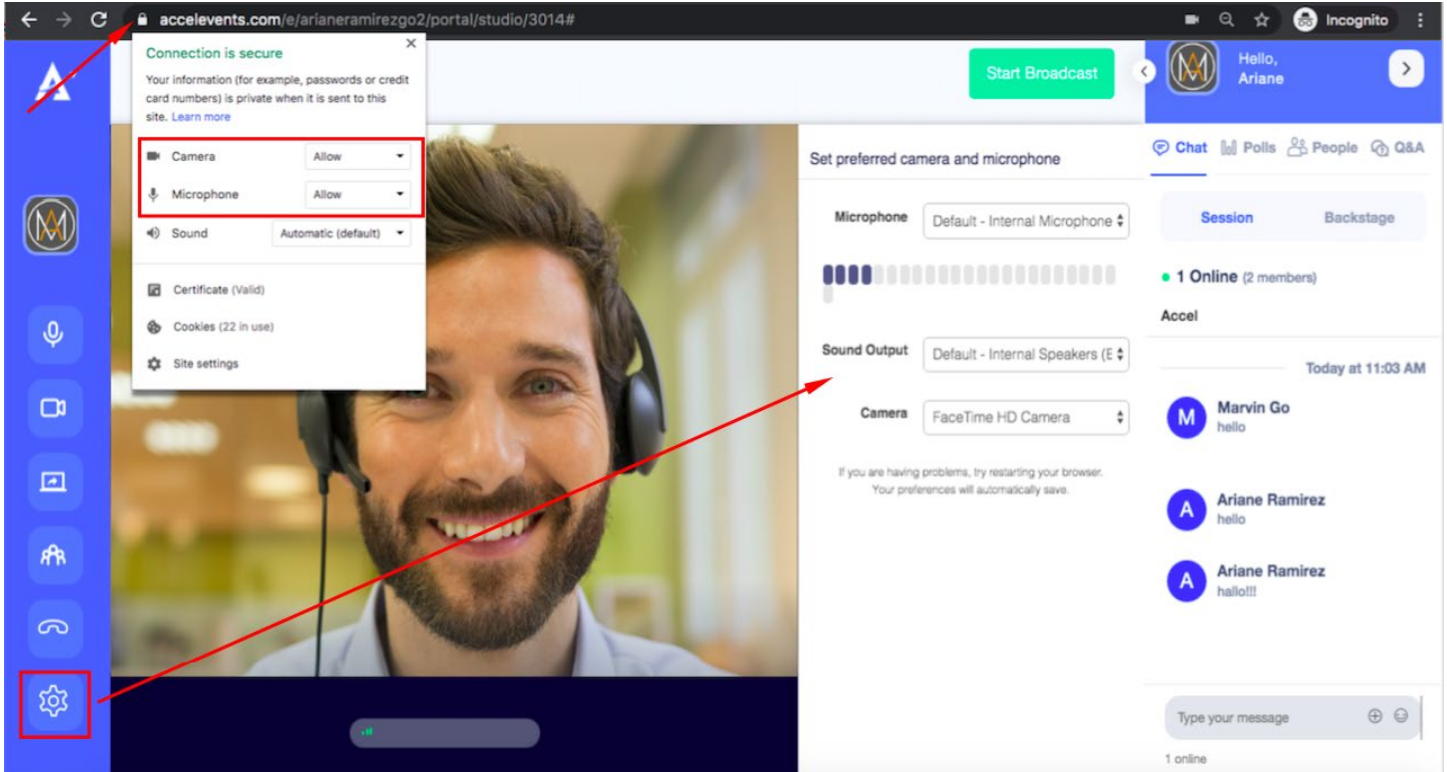 accelevents.com/e/arianeramirezgo2/portal/studio/3014#
Incognito
Connection is secure
Your information (for example, passwords or credit
card numbers) is private when it is sent to this
site. Learn more
Camera Allow
Microphone Allow
Sound Automatic (default)
Certificate (Valid)
Cookies (22 in use)
Site settings
Start Broadcast
Set preferred camera and microphone
Microphone Default - Internal Microphone
Sound Output Default - Internal Speakers (E
Camera FaceTime HD Camera
If you are having problems, try restarting your browser.
Your preferences will automatically save.
Hello,
Ariane
Chat Polls People Q&A
Session Backstage
1 Online (2 members)
Accel
Today at 11:03 AM
M Marvin Go
hello
A Ariane Ramirez
hello
A Ariane Ramirez
hallo!!!
Type your message
1 online